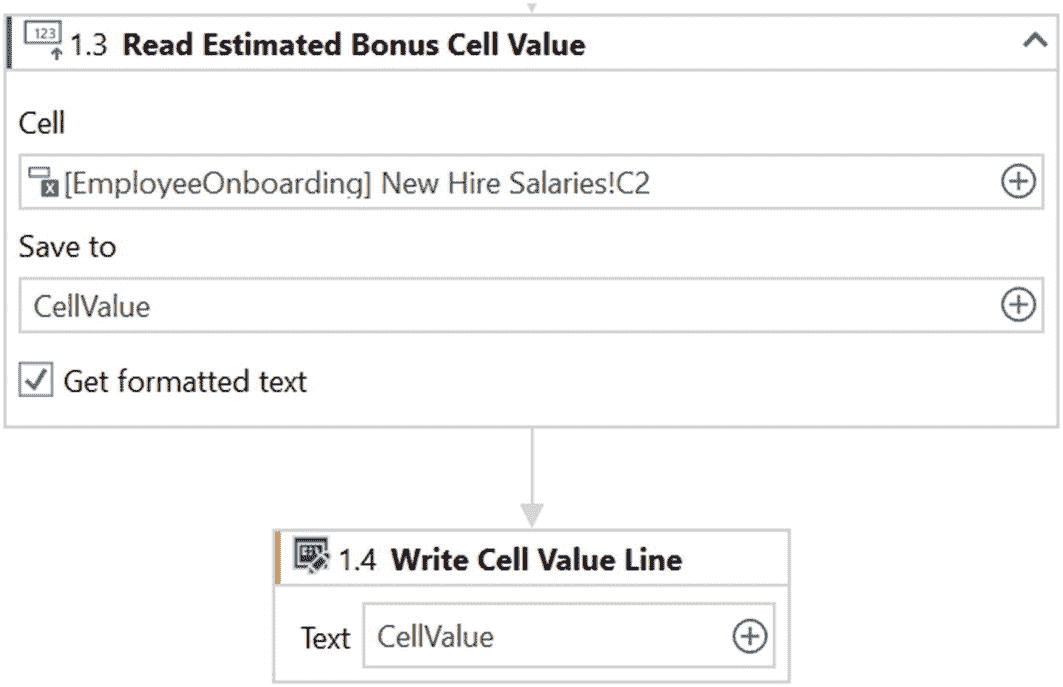 123
1.3 Read Estimated Bonus Cell Value
Cell
[EmployeeOnboarding] New Hire Salaries!C2
Save to
CellValue
Get formatted text
1.4 Write Cell Value Line
Text CellValue